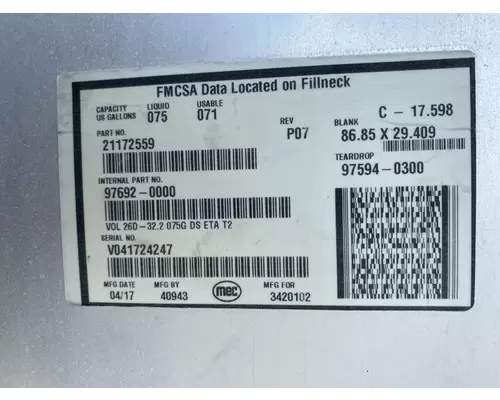 FMCSA Data Located on Fillneck
CAPACITY LIQUID USABLE
US GALLONS 075 071
C - 17.598
REV BLANK
P07 86.85 X 29.409
PART NO.
21172559
TEARDROP
97594-0300
INTERNAL PART NO.
97692-0000
VOL 26D-32.2 075G DS ETA T2
SERIAL NO.
V041724247
MFG DATE MFG BY MFG FOR
04/17 40943 mec 3420102